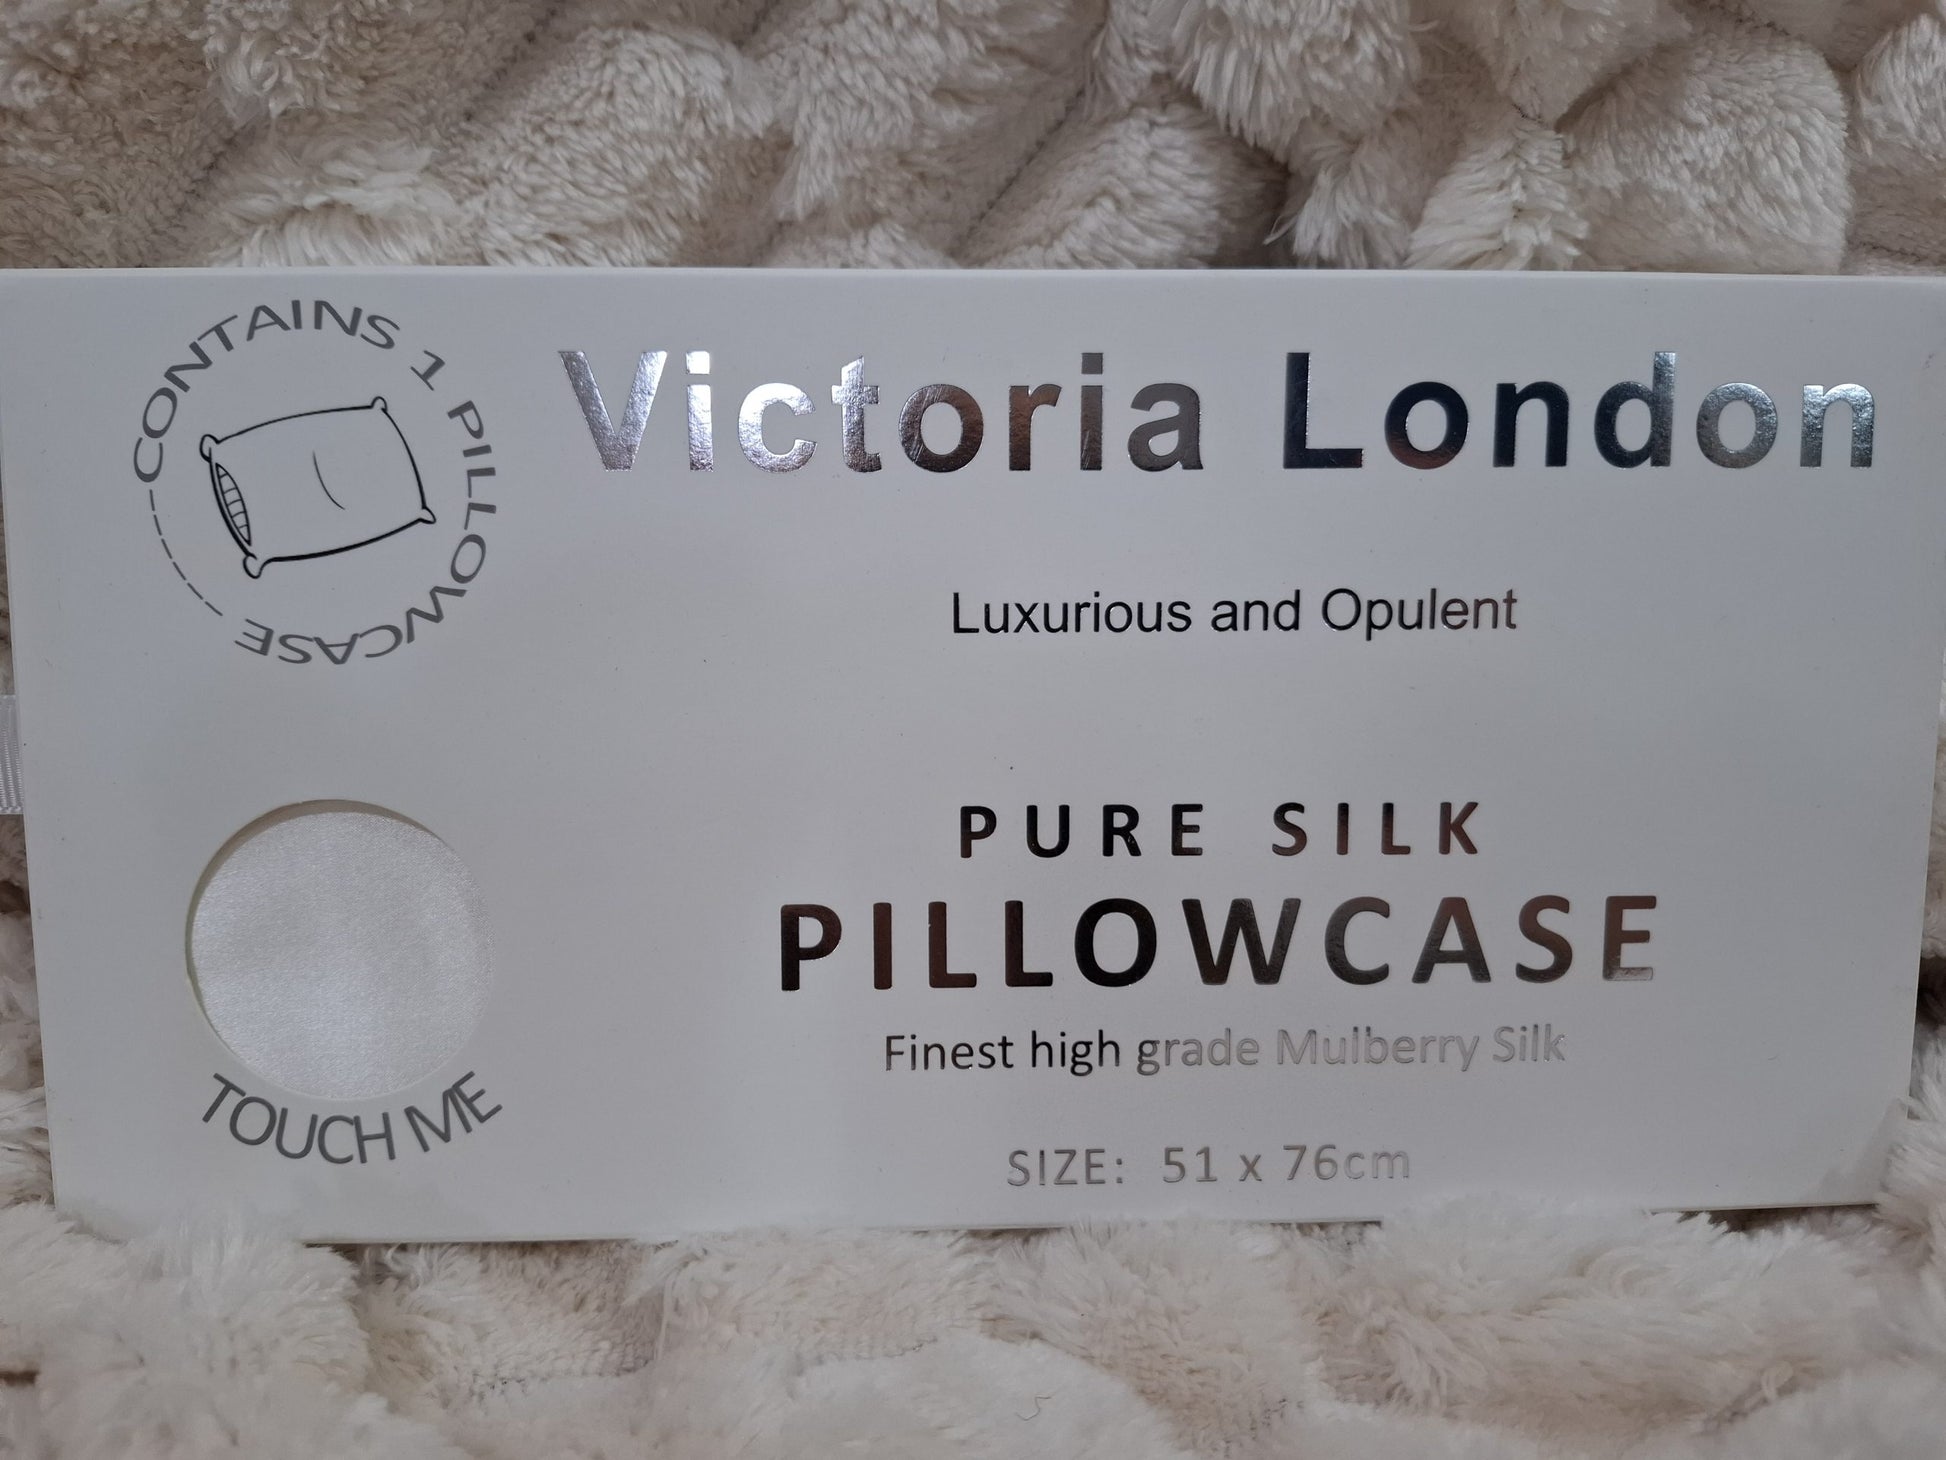 CONTAINS 1 PILLOWCASE
Victoria London
Luxurious and Opulent
PURE SILK
PILLOWCASE
Finest high grade Mulberry Silk
SIZE: 51 x 76cm
TOUCH ME